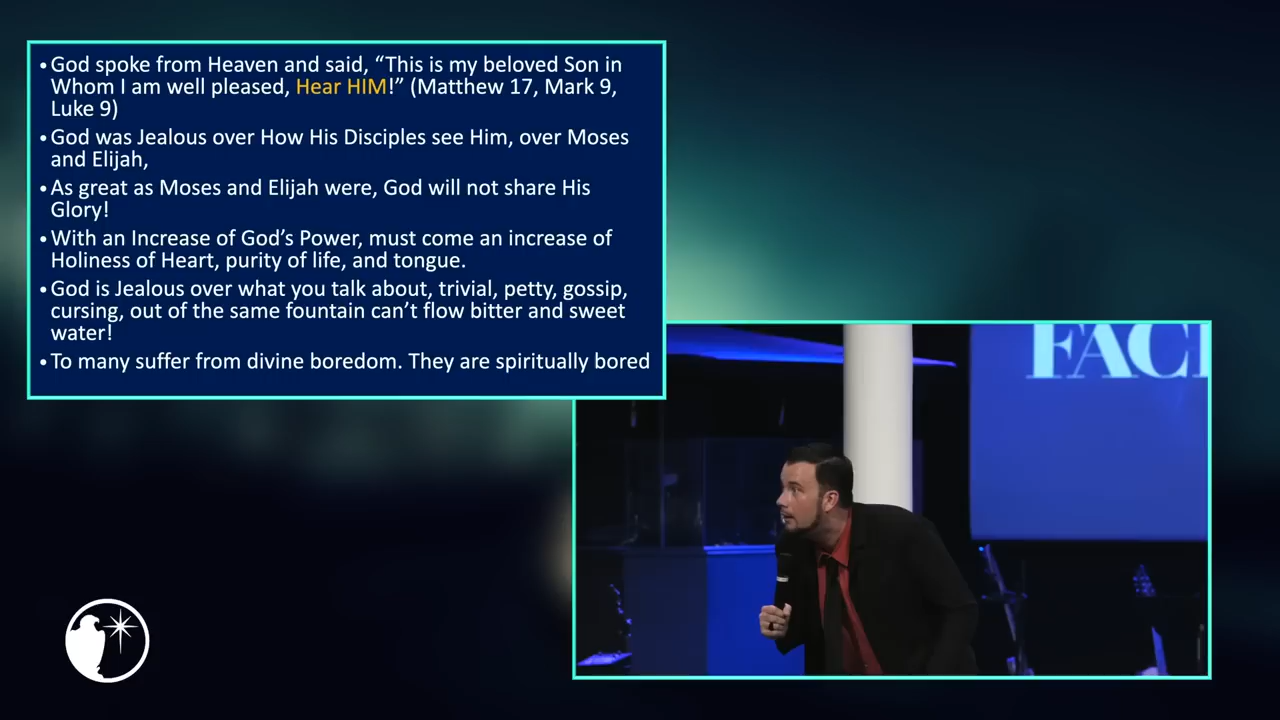 • God spoke from Heaven and said, “This is my beloved Son in
Whom I am well pleased, Hear HIM!” (Matthew 17, Mark 9,
Luke 9)
• God was Jealous over How His Disciples see Him, over Moses
and Elijah,
• As great as Moses and Elijah were, God will not share His
Glory!
• With an Increase of God’s Power, must come an increase of
Holiness of Heart, purity of life, and tongue.
• God is Jealous over what you talk about, trivial, petty, gossip,
cursing, out of the same fountain can’t flow bitter and sweet
water!
• To many suffer from divine boredom. They are spiritually bored